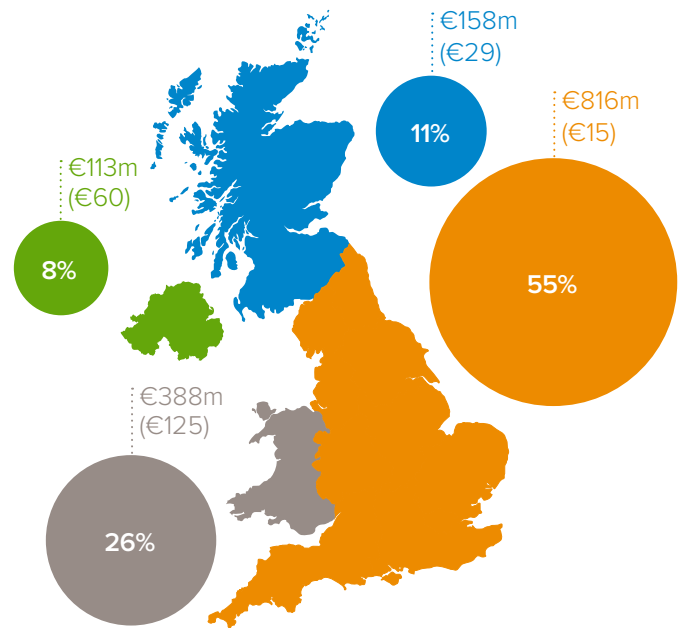 €158m
(€29)
11%
€816m
(€15)
55%
€113m
(€60)
8%
€388m
(€125)
26%